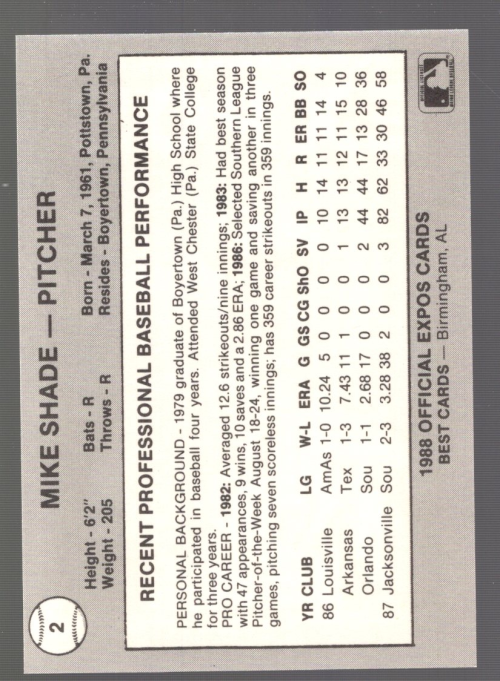 2
MIKE SHADE — PITCHER
Height - 6'2" Bats - R Born - March 7, 1961, Pottstown, Pa.
Weight - 205 Throws - R Resides - Boyertown, Pennsylvania
RECENT PROFESSIONAL BASEBALL PERFORMANCE
PERSONAL BACKGROUND - 1979 graduate of Boyertown (Pa.) High School where
he participated in baseball four years. Attended West Chester (Pa.) State College
for three years.
PRO CAREER - 1982: Averaged 12.6 strikeouts/nine innings; 1983: Had best season
with 47 appearances, 9 wins, 10 saves and a 2.86 ERA; 1986: Selected Southern League
Pitcher-of-the-Week August 18-24, winning one game and saving another in three
games, pitching seven scoreless innings; has 359 career strikeouts in 359 innings.
YR CLUB LG W-L ERA G GS CG ShO SV IP H R ER BB SO
86 Louisville AmAs 1-0 10.24 5 0 0 0 0 10 14 11 11 14 4
Arkansas Tex 1-3 7.43 11 1 0 0 1 13 13 12 11 15 10
Orlando Sou 1-1 2.68 17 0 0 0 2 44 44 17 13 28 36
87 Jacksonville Sou 2-3 3.28 38 2 0 0 3 82 62 33 30 46 58
1988 OFFICIAL EXPOS CARDS
BEST CARDS — Birmingham, AL